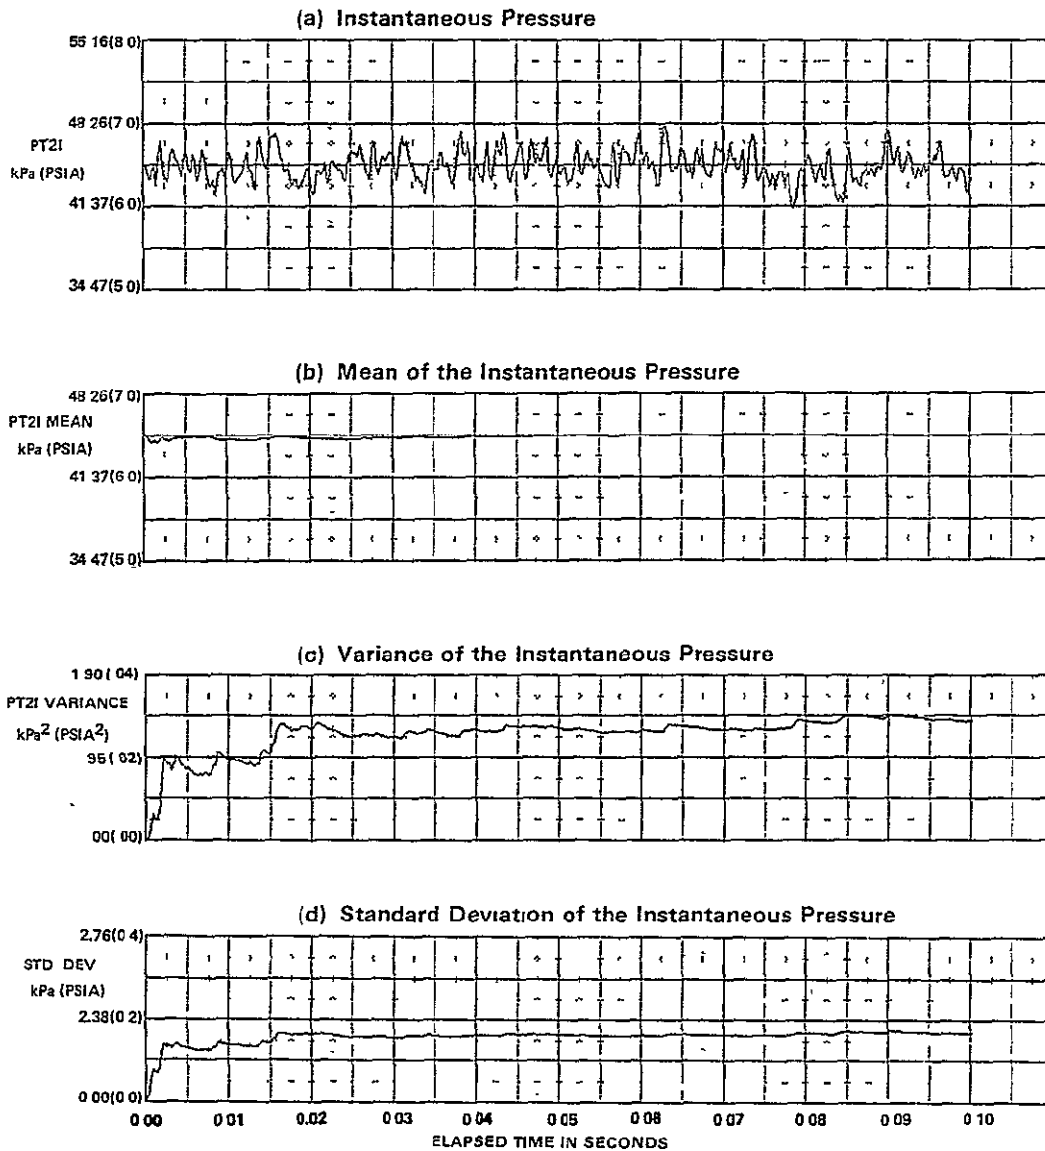 (a) Instantaneous Pressure
55 16(8 0)
48 26(7 0)
PT2I
kPa (PSIA)
41 37(6 0)
34 47(5 0)
(b) Mean of the Instantaneous Pressure
48 26(7 0)
PT2I MEAN
kPa (PSIA)
41 37(6 0)
34 47(5 0)
(c) Variance of the Instantaneous Pressure
1 90( 04)
PT2I VARIANCE
kPa2 (PSIA2)
95( 02)
00( 00)
(d) Standard Deviation of the Instantaneous Pressure
2.76(0 4)
STD DEV
kPa (PSIA)
2.38(0 2)
0 00(0 0)
0 00 0 01 0 02 0 03 0 04 0 05 0 06 0 07 0 08 0 09 0 10
ELAPSED TIME IN SECONDS